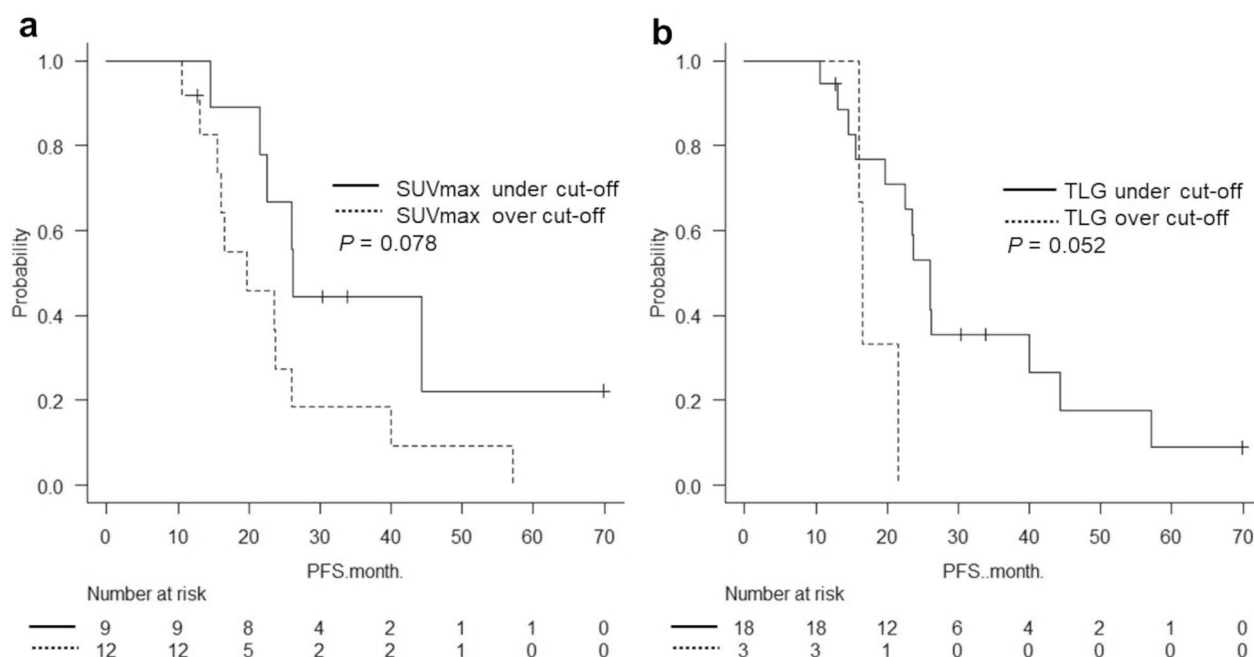 a
1.0
0.8
0.6
0.4
0.2
0.0
Probability
SUVmax under cut-off
SUVmax over cut-off
P = 0.078
0 10 20 30 40 50 60 70
PFS.month.
Number at risk
9 9 8 4 2 1 1 0
12 12 5 2 2 1 0 0
b
1.0
0.8
0.6
0.4
0.2
0.0
Probability
TLG under cut-off
TLG over cut-off
P = 0.052
0 10 20 30 40 50 60 70
PFS..month.
Number at risk
18 18 12 6 4 2 1 0
3 3 1 0 0 0 0 0